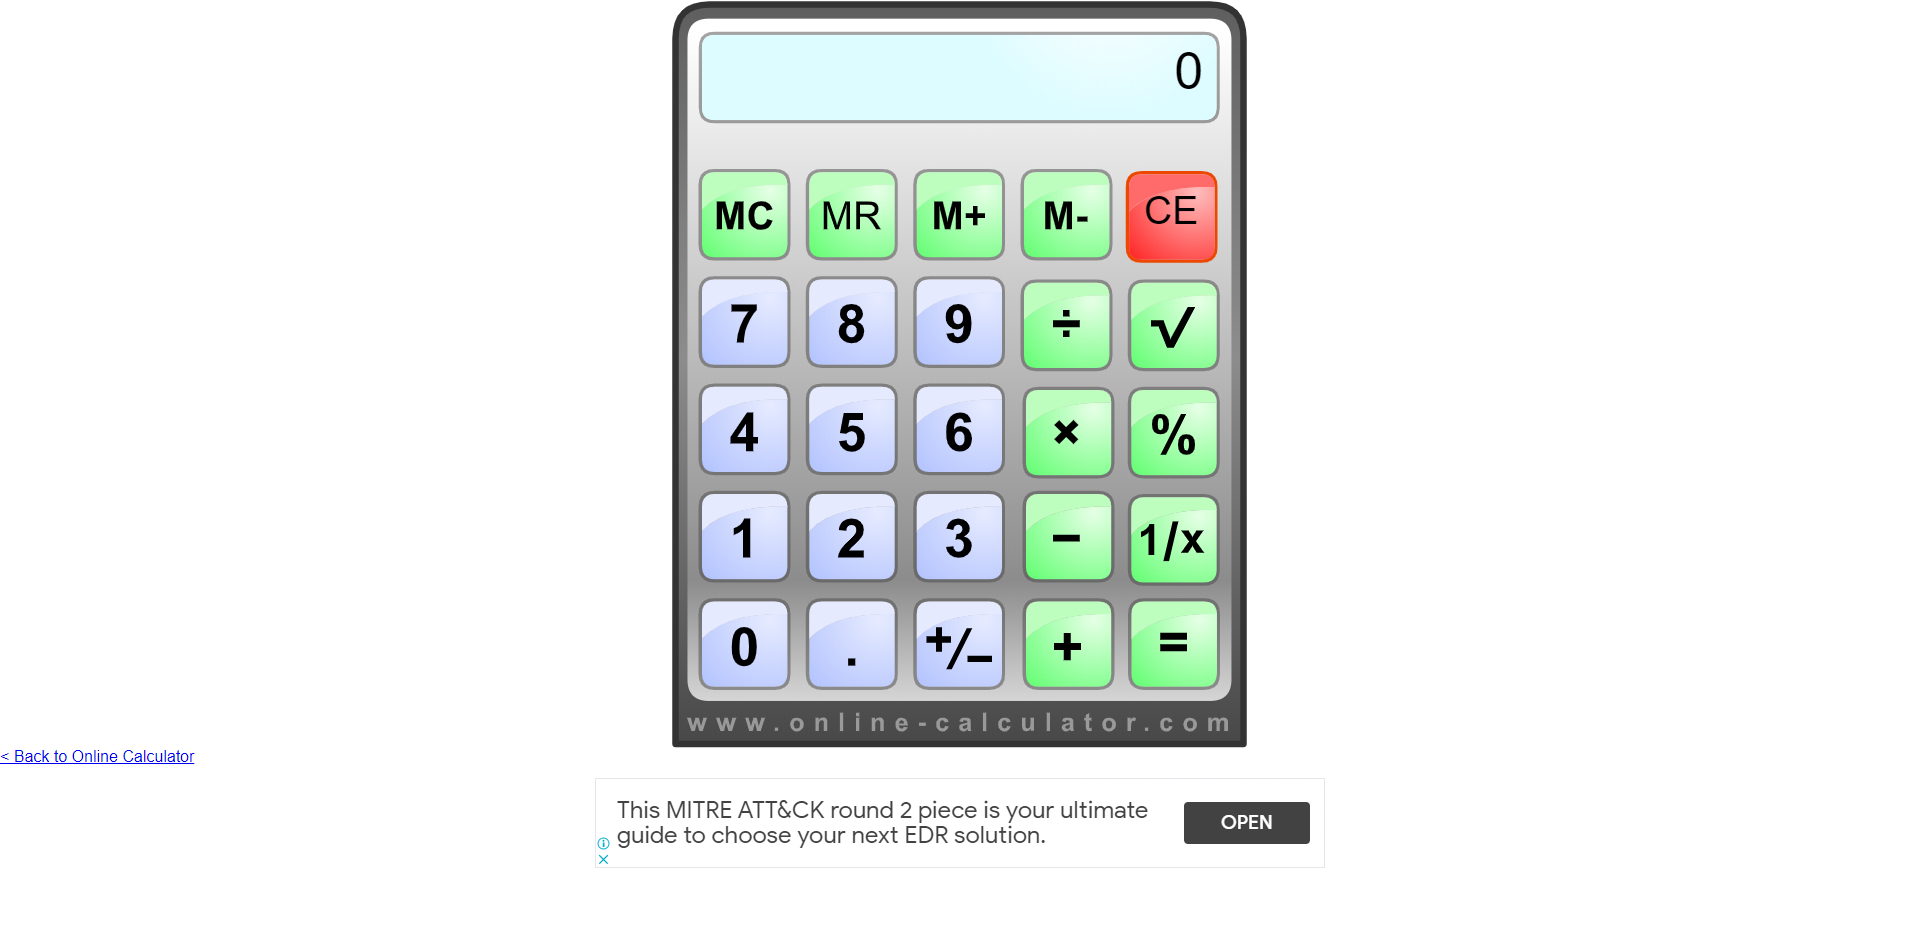 0
MC MR M+ M- CE
7 8 9 ÷ √
4 5 6 × %
1 2 3 − 1/x
0 . +/− + =
www.online-calculator.com
< Back to Online Calculator
This MITRE ATT&CK round 2 piece is your ultimate
guide to choose your next EDR solution.
OPEN